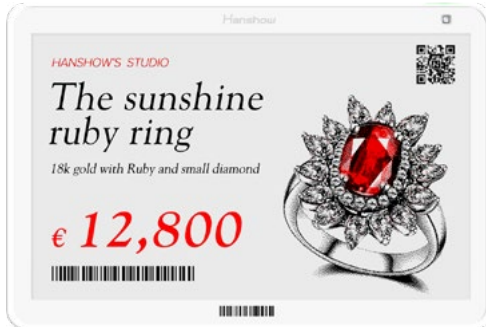 Hanshow
HANSHOW'S STUDIO
The sunshine
ruby ring
18k gold with Ruby and small diamond
€ 12,800